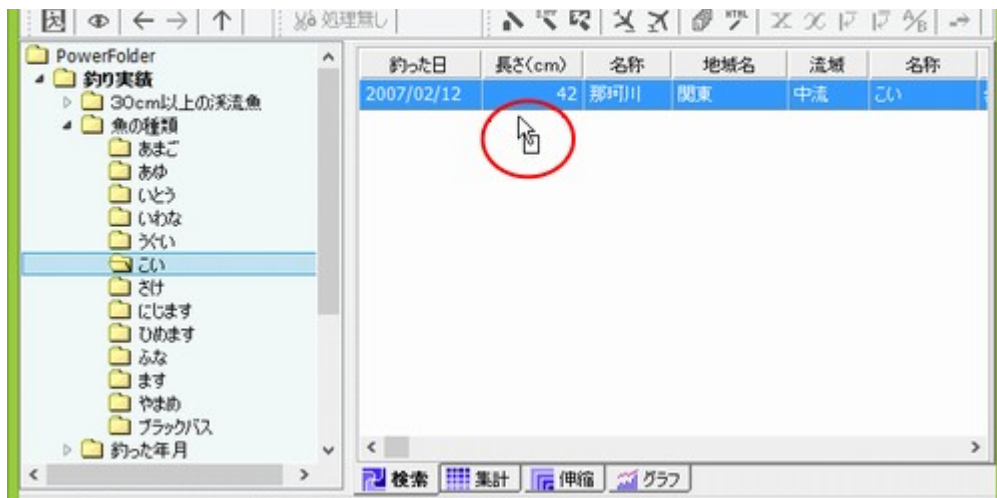 処理無し
HTML
A/B
PowerFolder
釣り実績
30cm以上の渓流魚
魚の種類
あまご
あゆ
いとう
いわな
うぐい
こい
さけ
にじます
ひめます
ふな
ます
やまめ
ブラックバス
釣った年月
釣った日 長さ(cm) 名称 地域名 流域 名称
2007/02/12 42 那珂川 関東 中流 こい
検索 集計 伸縮 グラフ